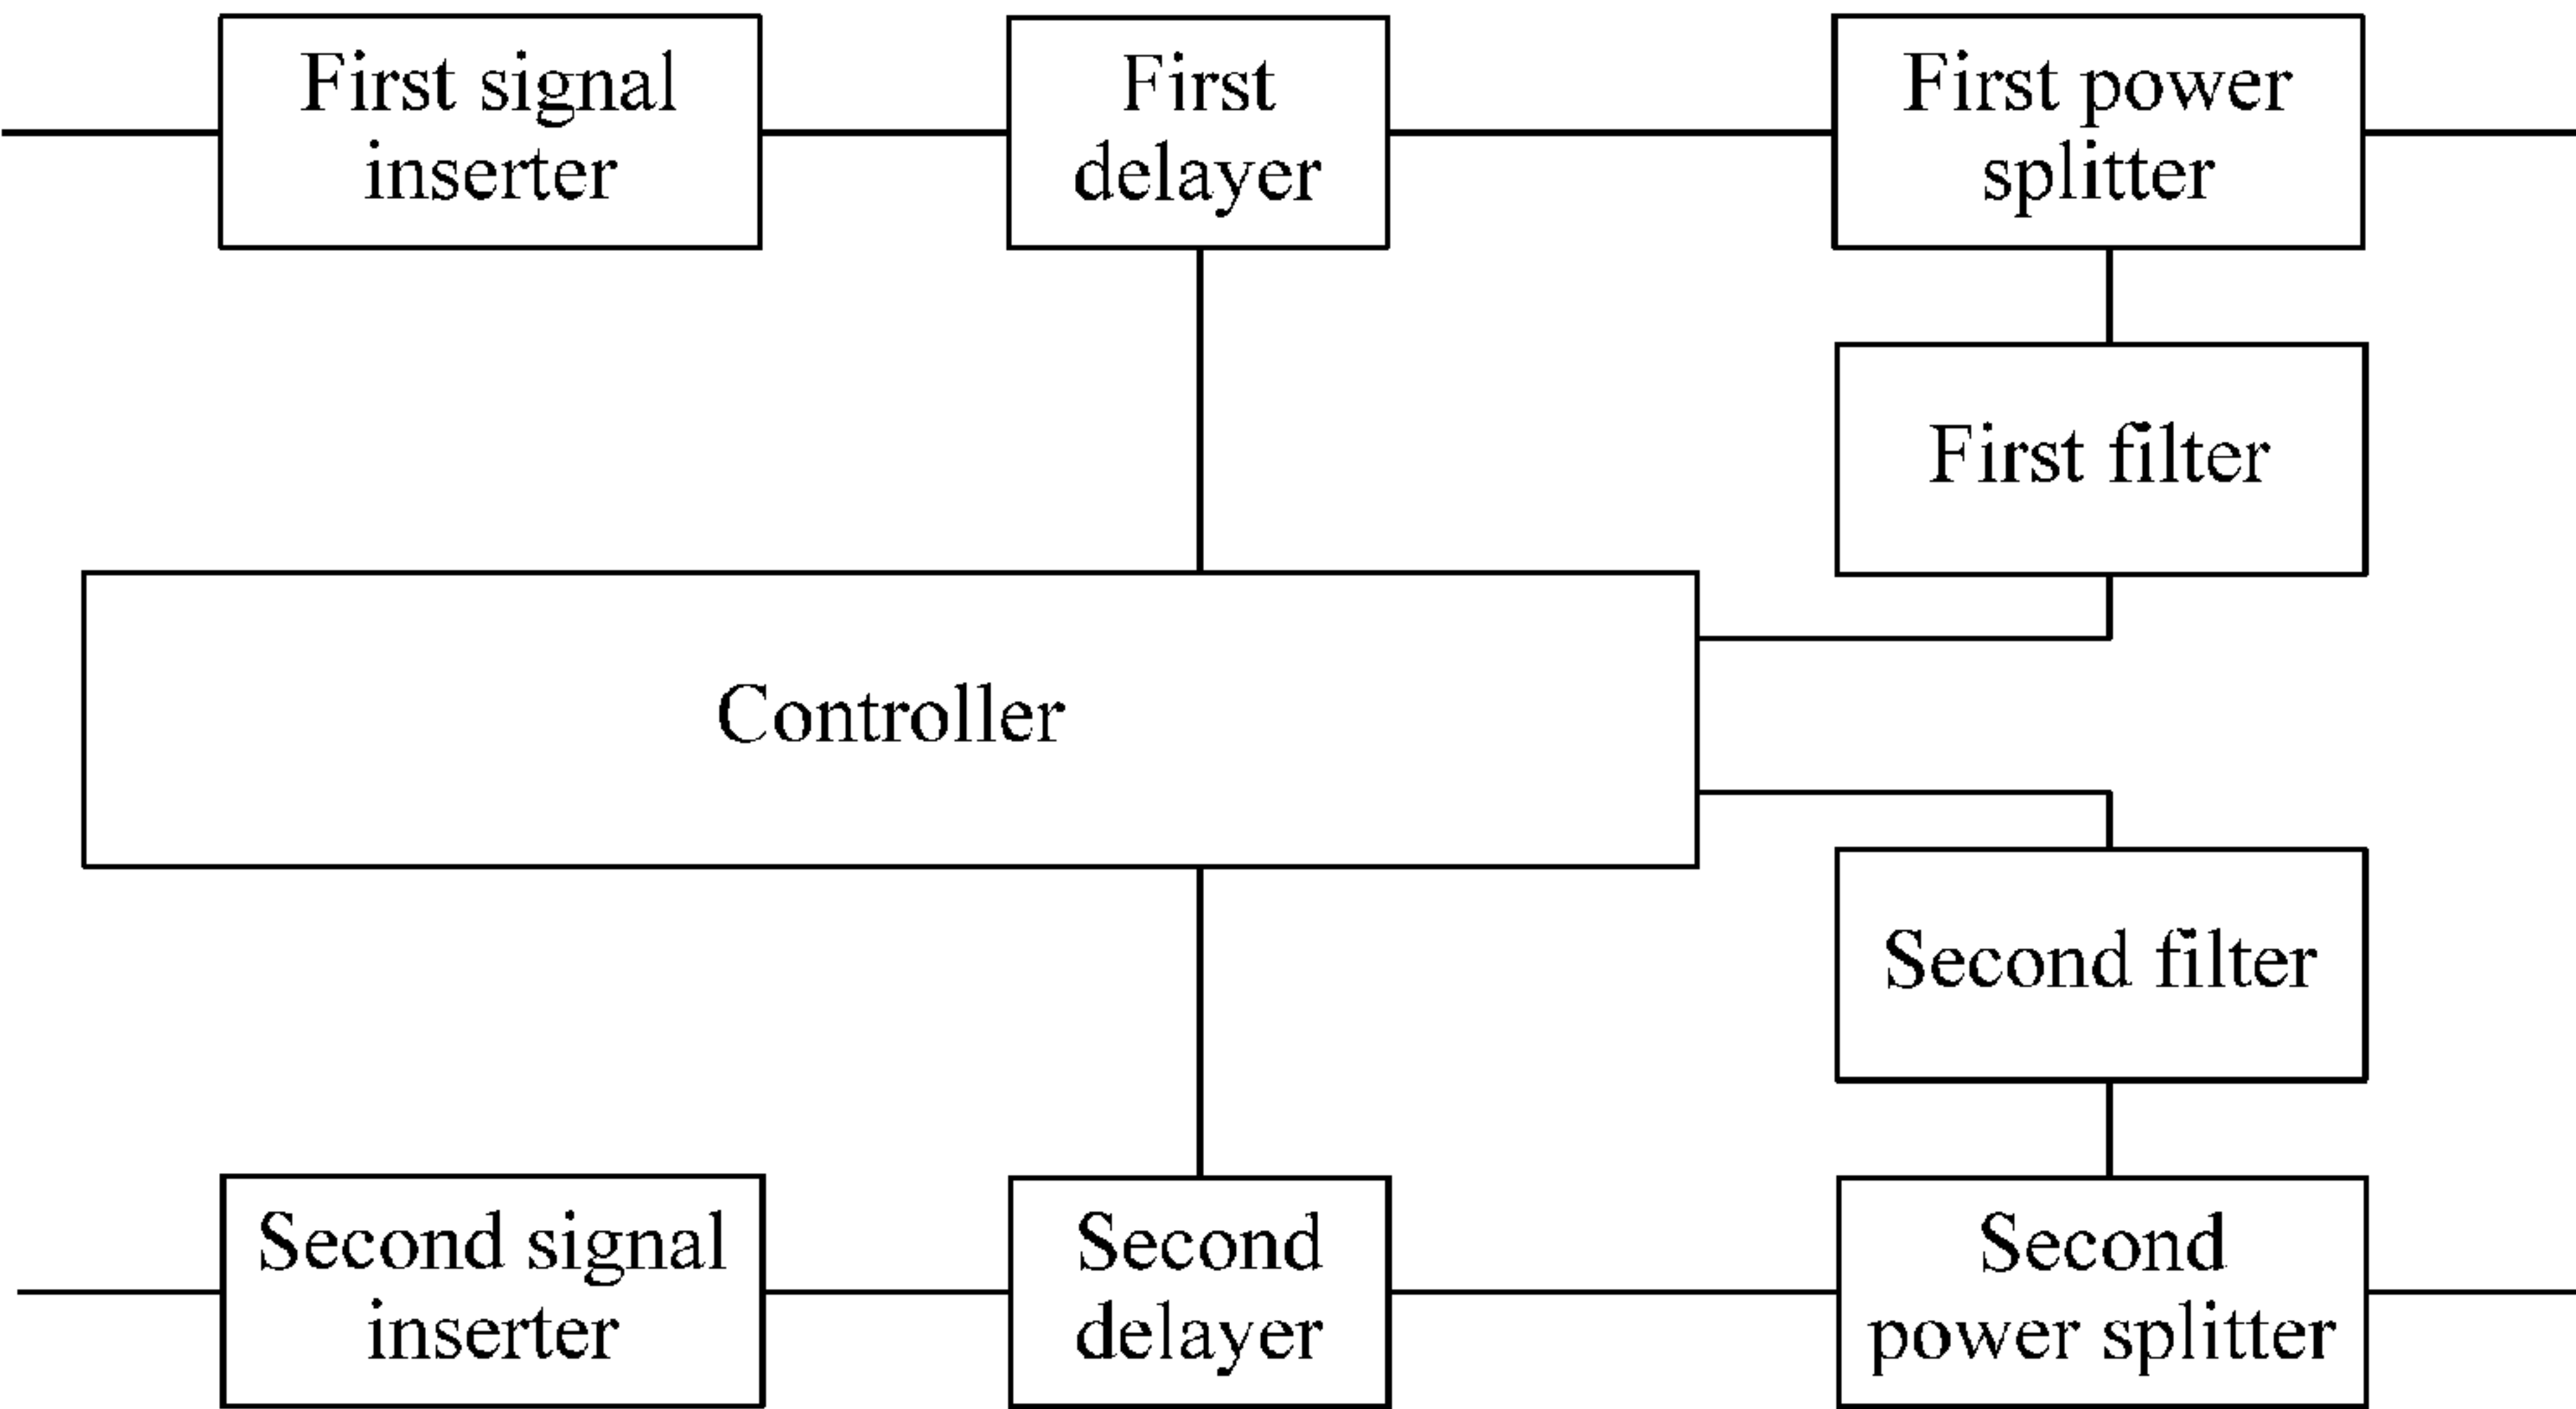 First signal
inserter
First
delayer
First power
splitter
First filter
Controller
Second filter
Second signal
inserter
Second
delayer
Second
power splitter